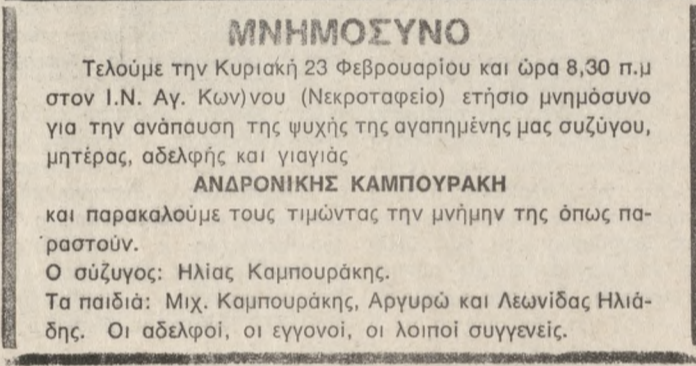 ΜΝΗΜΟΣΥΝΟ
Τελούμε την Κυριακή 23 Φεβρουαρίου και ώρα 8,30 π.μ
στον Ι.Ν. Αγ. Κων)νου (Νεκροταφείο) ετήσιο μνημόσυνο
για την ανάπαυση της ψυχής της αγαπημένης μας συζύγου,
μητέρας, αδελφής και γιαγιάς
ΑΝΔΡΟΝΙΚΗΣ ΚΑΜΠΟΥΡΑΚΗ
και παρακαλούμε τους τιμώντας την μνήμην της όπως πα-
ραστούν.
Ο σύζυγος: Ηλίας Καμπουράκης.
Τα παιδιά: Μιχ. Καμπουράκης, Αργυρώ και Λεωνίδας Ηλιά-
δης. Οι αδελφοί, οι εγγονοί, οι λοιποί συγγενείς.